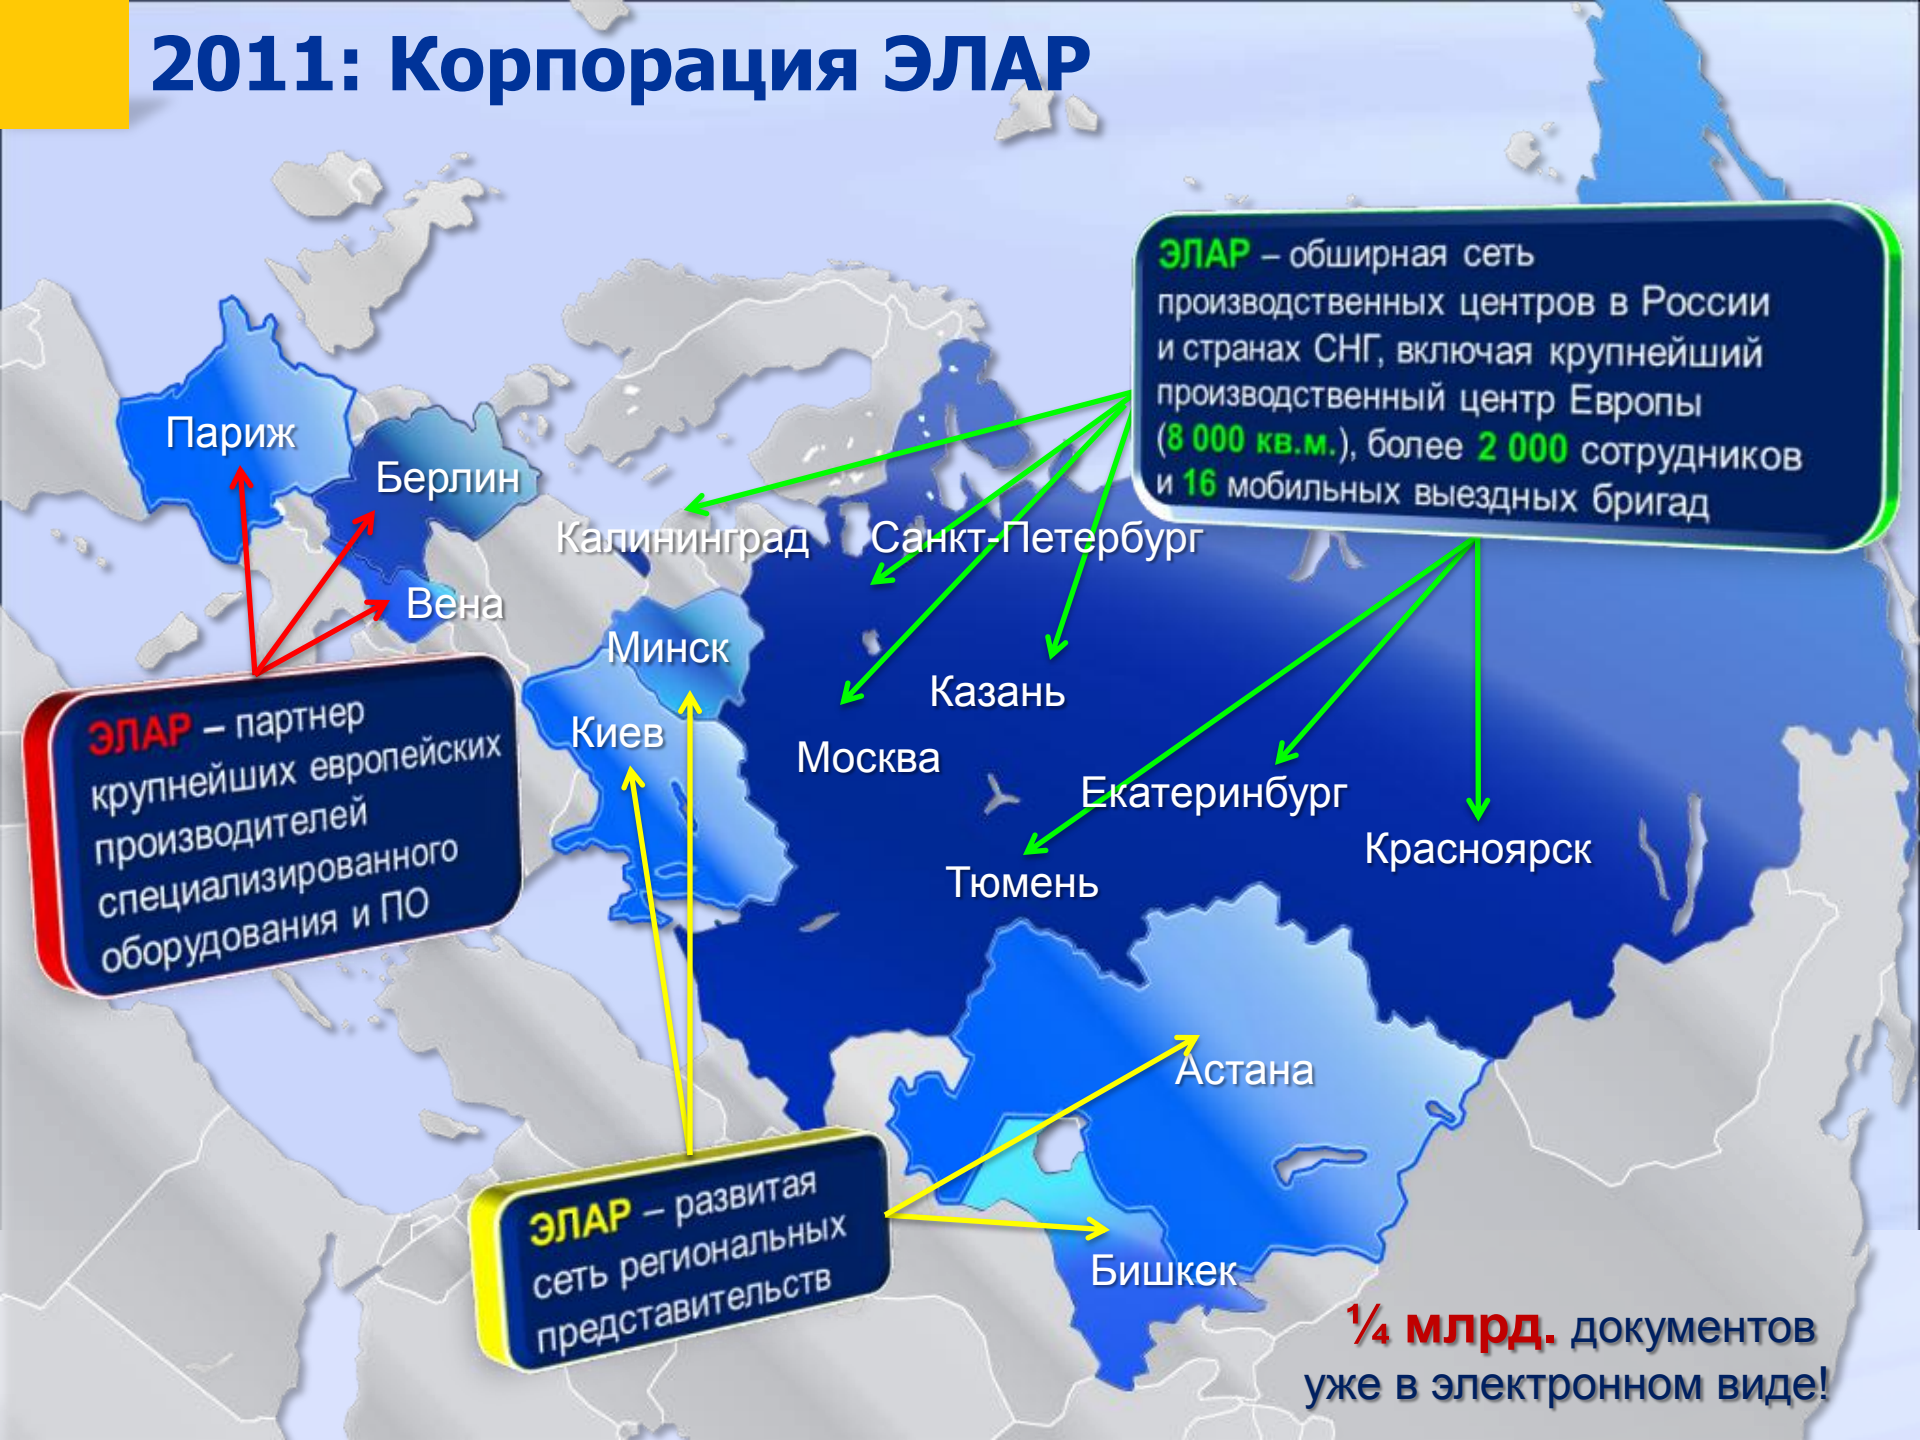 2011: Корпорация ЭЛАР
ЭЛАР – обширная сеть
производственных центров в России
и странах СНГ, включая крупнейший
производственный центр Европы
(8 000 кв.м.), более 2 000 сотрудников
и 16 мобильных выездных бригад
Париж
Берлин
Вена
Калининград
Санкт-Петербург
Минск
Казань
Киев
Москва
Екатеринбург
Красноярск
Тюмень
ЭЛАР – партнер
крупнейших европейских
производителей
специализированного
оборудования и ПО
Астана
Бишкек
ЭЛАР – развитая
сеть региональных
представительств
¼ млрд. документов
уже в электронном виде!